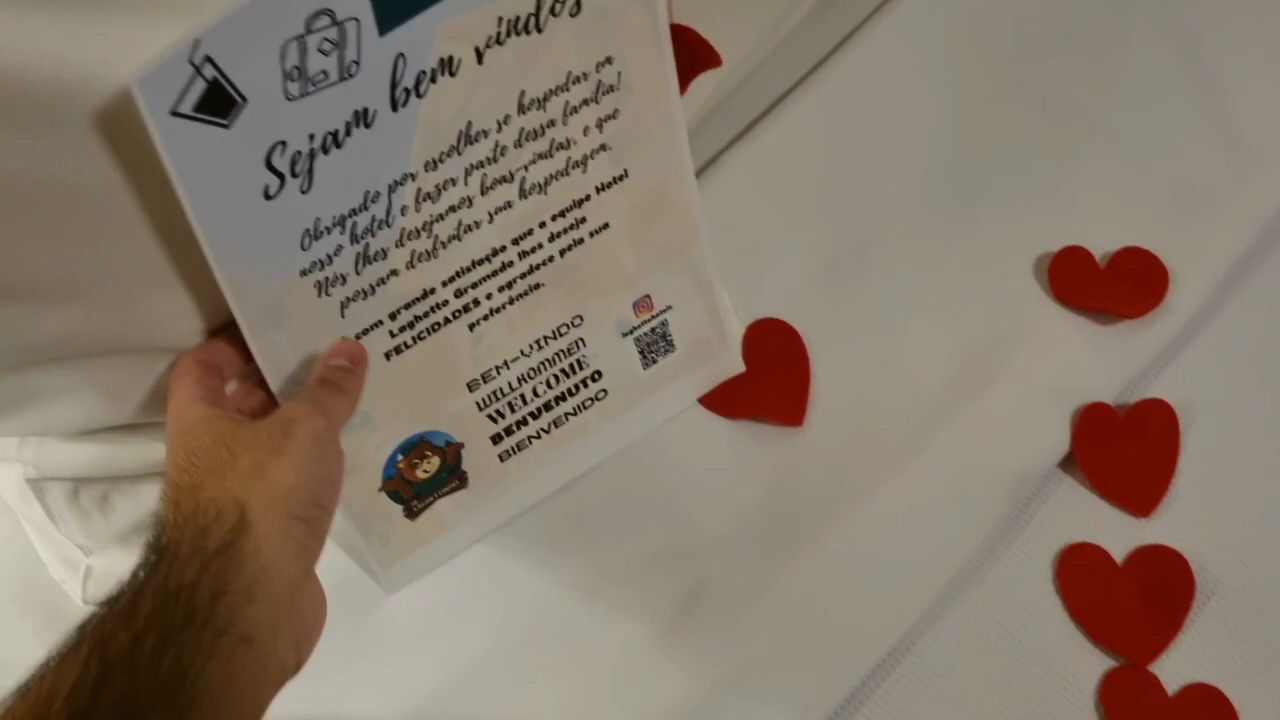 Sejam bem vindos
Obrigado por escolher se hospedar em
nosso hotel e fazer parte dessa família!
Nós lhes desejamos boas-vindas, e que
possam desfrutar sua hospedagem.
com grande satisfação que a equipe Hotel
Laghetto Gramado lhes deseja
FELICIDADES e agradece pela sua
preferência.
laghettohoteis
BEM-VINDO
WILLKOMMEN
WELCOME
BENVENUTO
BIENVENIDO